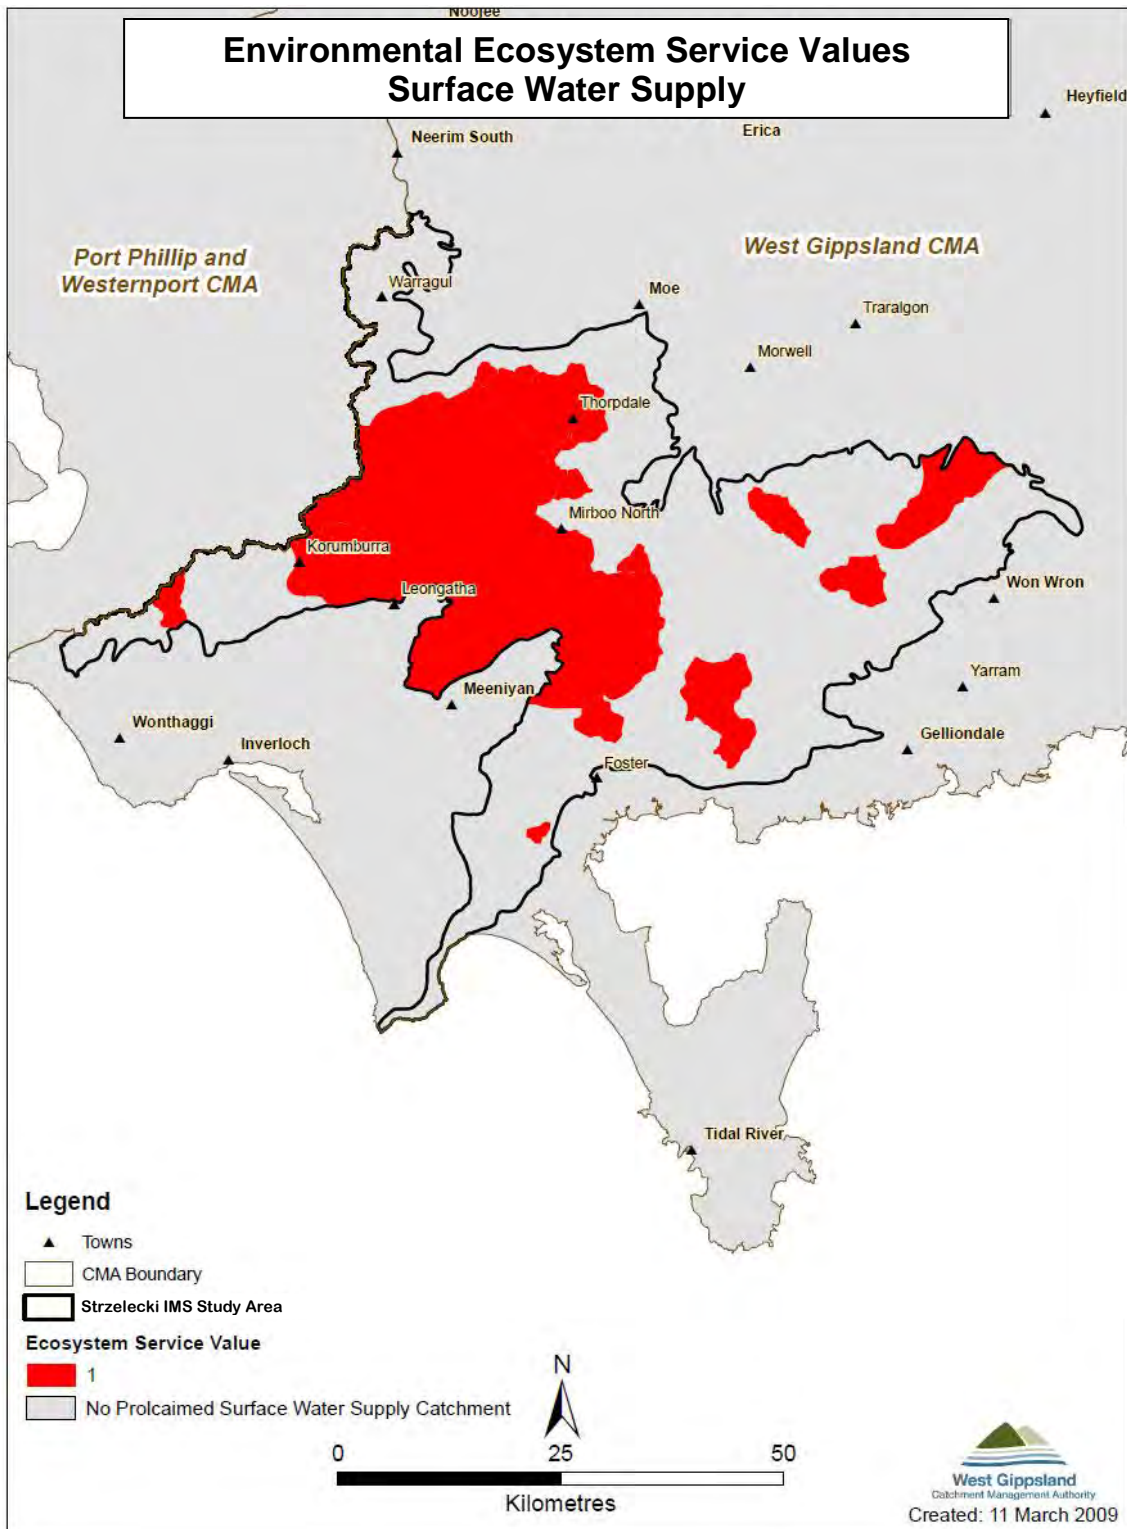 Noojee
Environmental Ecosystem Service Values
Surface Water Supply
Heyfield
Erica
Neerim South
Port Phillip and
Westernport CMA
West Gippsland CMA
Warragul
Moe
Traralgon
Morwell
Thorpdale
Mirboo North
Korumburra
Leongatha
Won Wron
Yarram
Meeniyan
Wonthaggi
Gelliondale
Inverloch
Foster
Tidal River
Legend
Towns
CMA Boundary
Strzelecki IMS Study Area
Ecosystem Service Value
1
No Prolcaimed Surface Water Supply Catchment
N
0 25 50
Kilometres
West Gippsland
Catchment Management Authority
Created: 11 March 2009